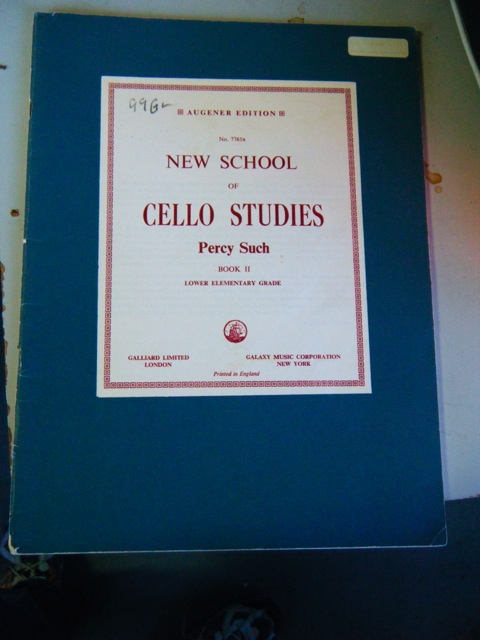 99G
AUGENER EDITION
No. 7761b
NEW SCHOOL
OF
CELLO STUDIES
Percy Such
BOOK II
LOWER ELEMENTARY GRADE
GALLIARD LIMITED
LONDON
GALAXY MUSIC CORPORATION
NEW YORK
Printed in England